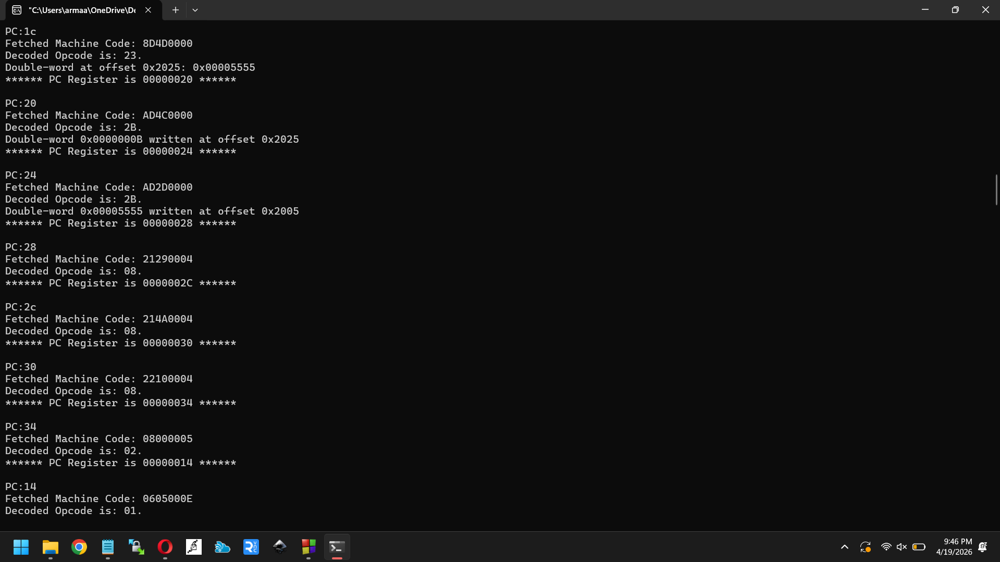 "C:\Users\armaa\OneDrive\De
PC:1c
Fetched Machine Code: 8D4D0000
Decoded Opcode is: 23.
Double-word at offset 0x2025: 0x00005555
****** PC Register is 00000020 ******
PC:20
Fetched Machine Code: AD4C0000
Decoded Opcode is: 2B.
Double-word 0x0000000B written at offset 0x2025
****** PC Register is 00000024 ******
PC:24
Fetched Machine Code: AD2D0000
Decoded Opcode is: 2B.
Double-word 0x00005555 written at offset 0x2005
****** PC Register is 00000028 ******
PC:28
Fetched Machine Code: 21290004
Decoded Opcode is: 08.
****** PC Register is 0000002C ******
PC:2c
Fetched Machine Code: 214A0004
Decoded Opcode is: 08.
****** PC Register is 00000030 ******
PC:30
Fetched Machine Code: 22100004
Decoded Opcode is: 08.
****** PC Register is 00000034 ******
PC:34
Fetched Machine Code: 08000005
Decoded Opcode is: 02.
****** PC Register is 00000014 ******
PC:14
Fetched Machine Code: 0605000E
Decoded Opcode is: 01.
9:46 PM
4/19/2026